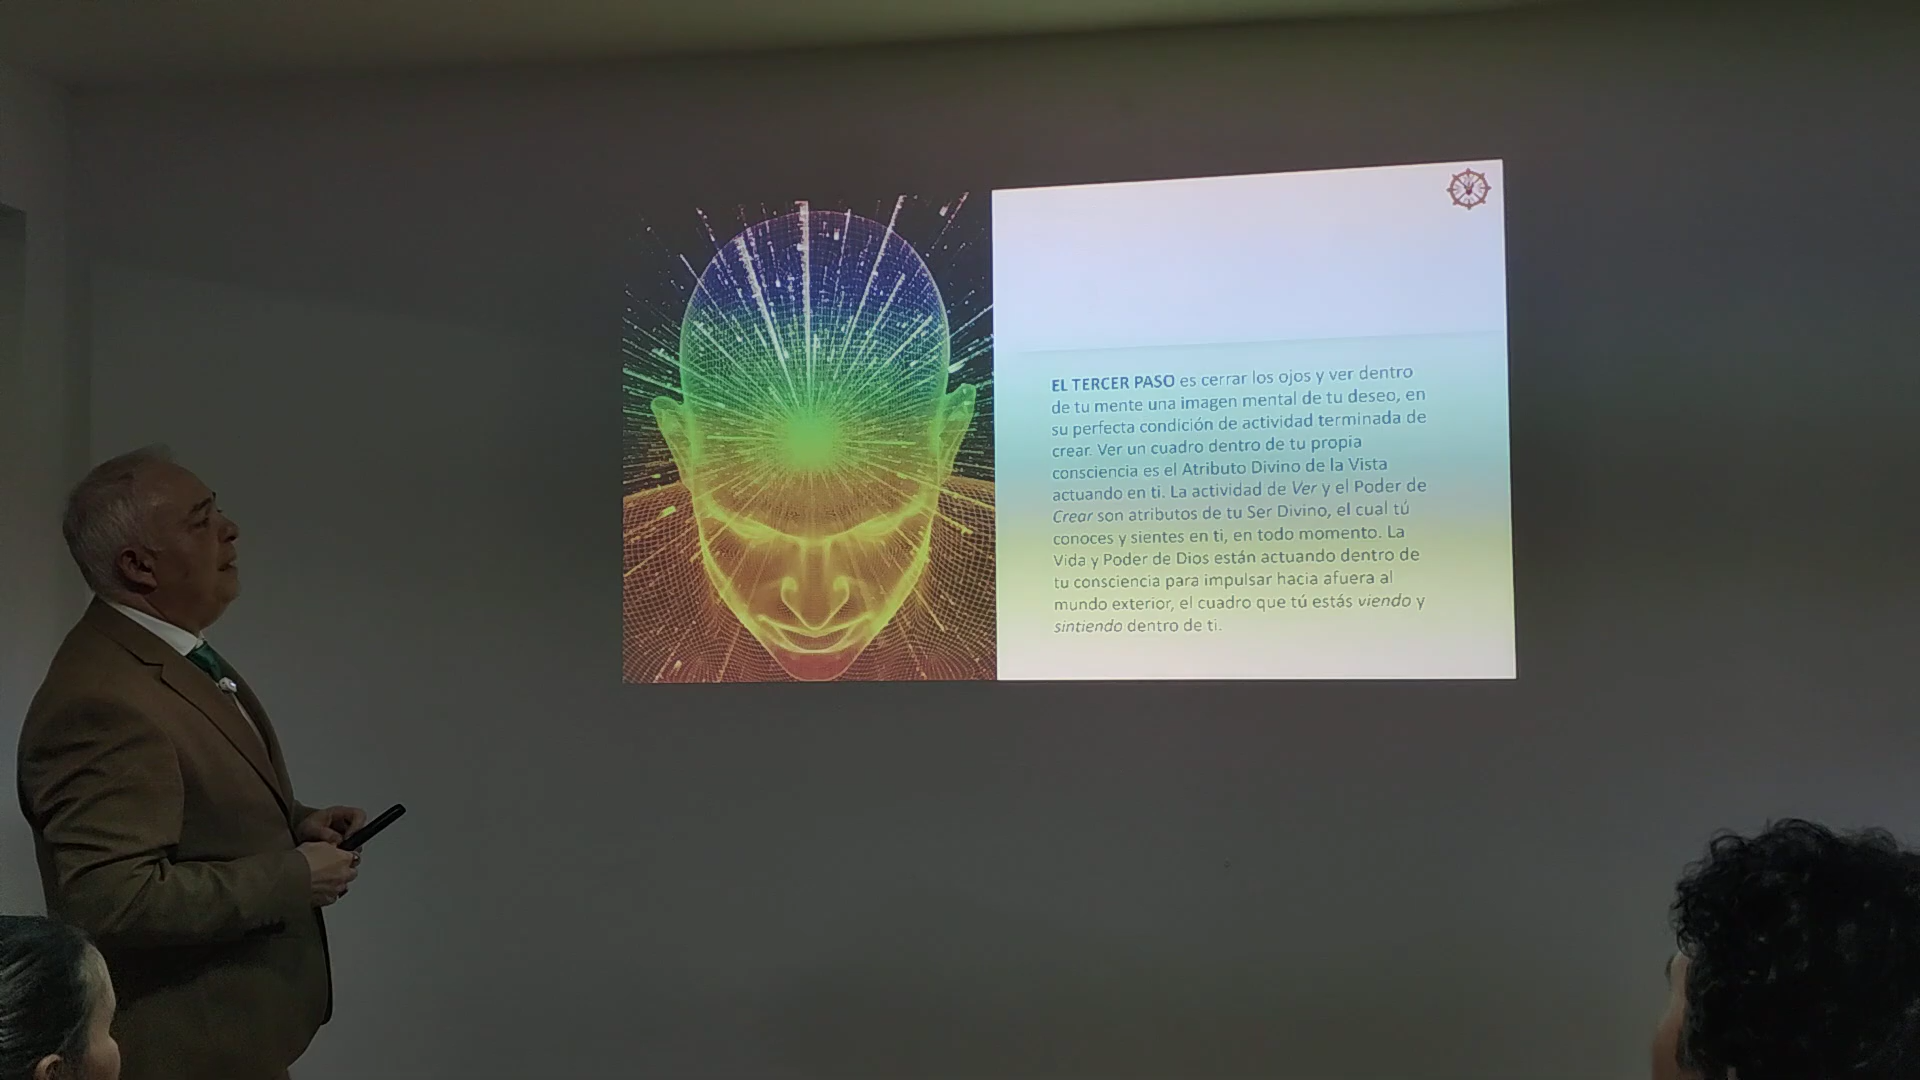 EL TERCER PASO es cerrar los ojos y ver dentro
de tu mente una imagen mental de tu deseo, en
su perfecta condición de actividad terminada de
crear. Ver un cuadro dentro de tu propia
consciencia es el Atributo Divino de la Vista
actuando en ti. La actividad de Ver y el Poder de
Crear son atributos de tu Ser Divino, el cual tú
conoces y sientes en ti, en todo momento. La
Vida y Poder de Dios están actuando dentro de
tu consciencia para impulsar hacia afuera al
mundo exterior, el cuadro que tú estás viendo y
sintiendo dentro de ti.